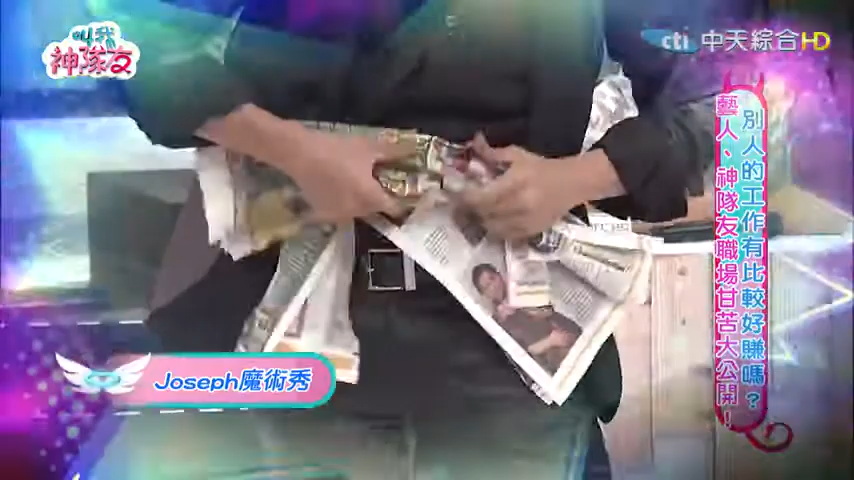 叫我
神隊友
cti 中天綜合HD
別人的工作有比較好賺嗎?
藝人、神隊友職場甘苦大公開!
Joseph魔術秀